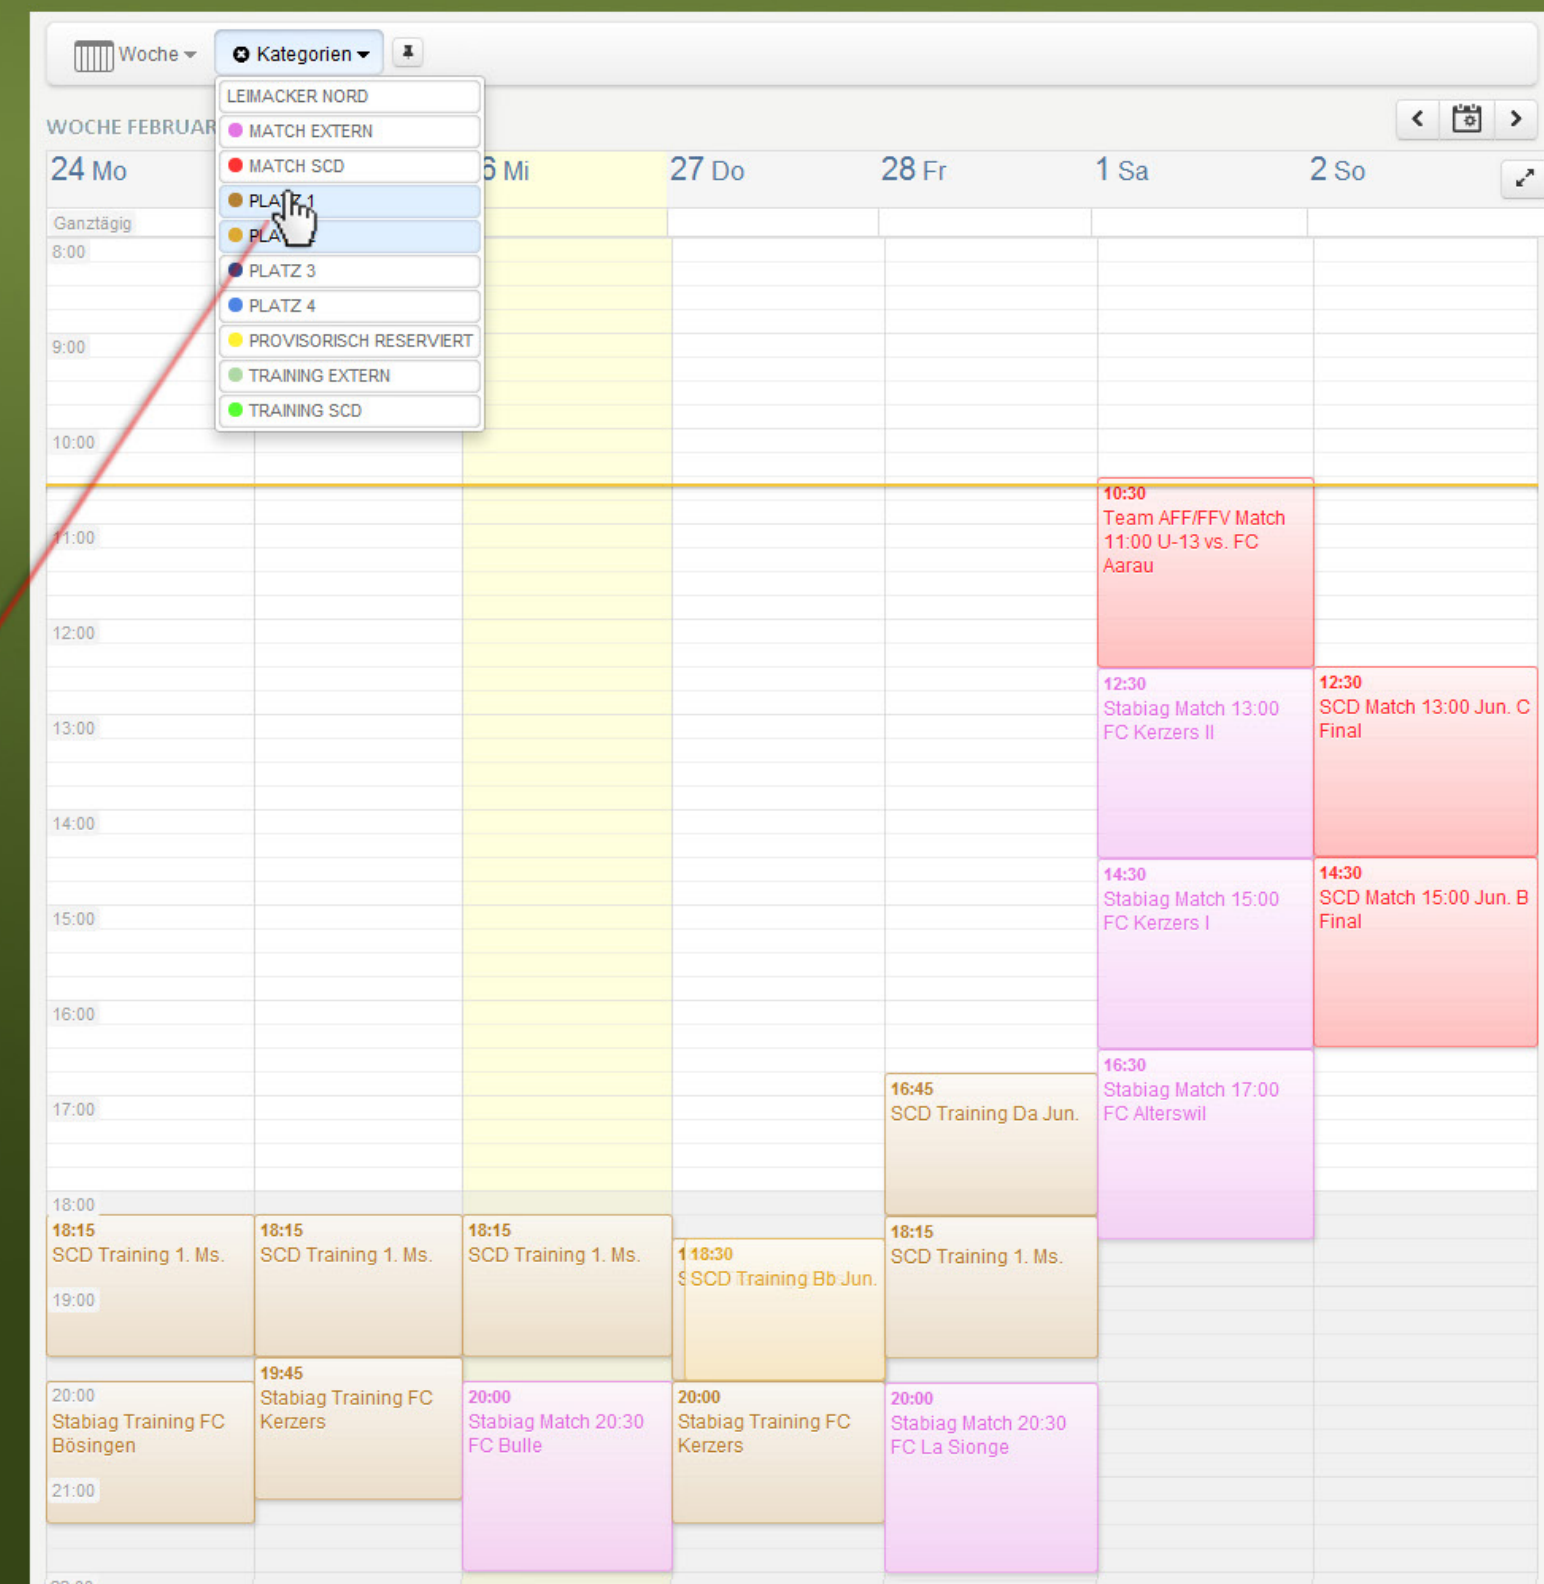 Woche
Kategorien
LEIMACKER NORD
MATCH EXTERN
MATCH SCD
PLATZ 1
PLATZ 3
PLATZ 4
PROVISORISCH RESERVIERT
TRAINING EXTERN
TRAINING SCD
WOCHE FEBRUAR
24 Mo
6 Mi
27 Do
28 Fr
1 Sa
2 So
Ganztägig
8:00
9:00
10:00
11:00
12:00
13:00
14:00
15:00
16:00
17:00
18:00
19:00
20:00
21:00
18:15
SCD Training 1. Ms.
Stabiag Training FC
Bösingen
18:15
SCD Training 1. Ms.
19:45
Stabiag Training FC
Kerzers
18:15
SCD Training 1. Ms.
20:00
Stabiag Match 20:30
FC Bulle
18:30
SCD Training Bb Jun.
20:00
Stabiag Training FC
Kerzers
16:45
SCD Training Da Jun.
18:15
SCD Training 1. Ms.
20:00
Stabiag Match 20:30
FC La Sionge
10:30
Team AFF/FFV Match
11:00 U-13 vs. FC
Aarau
12:30
Stabiag Match 13:00
FC Kerzers II
14:30
Stabiag Match 15:00
FC Kerzers I
16:30
Stabiag Match 17:00
FC Alterswil
12:30
SCD Match 13:00 Jun. C
Final
14:30
SCD Match 15:00 Jun. B
Final